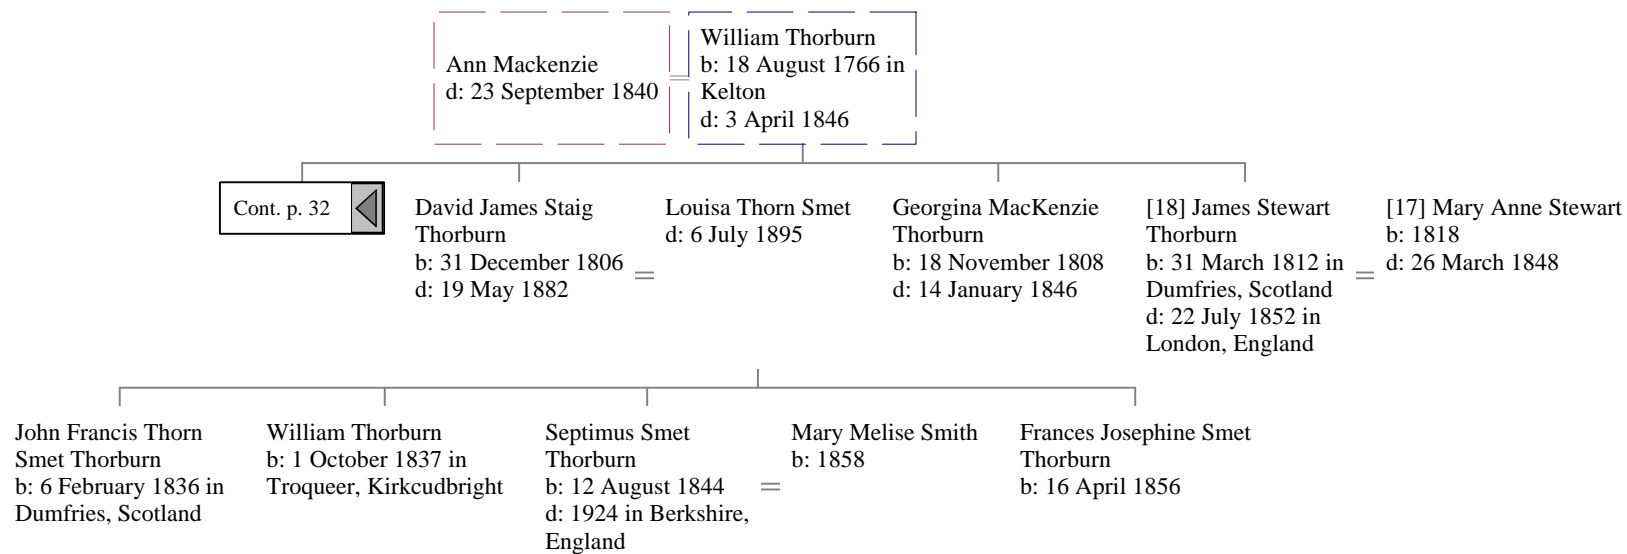 Ann Mackenzie
d: 23 September 1840
William Thorburn
b: 18 August 1766 in
Kelton
d: 3 April 1846
Cont. p. 32
David James Staig
Thorburn
b: 31 December 1806
d: 19 May 1882
Louisa Thorn Smet
d: 6 July 1895
Georgina MacKenzie
Thorburn
b: 18 November 1808
d: 14 January 1846
[18] James Stewart
Thorburn
b: 31 March 1812 in
Dumfries, Scotland
d: 22 July 1852 in
London, England
[17] Mary Anne Stewart
b: 1818
d: 26 March 1848
John Francis Thorn
Smet Thorburn
b: 6 February 1836 in
Dumfries, Scotland
William Thorburn
b: 1 October 1837 in
Troqueer, Kirkcudbright
Septimus Smet
Thorburn
b: 12 August 1844
d: 1924 in Berkshire,
England
Mary Melise Smith
b: 1858
Frances Josephine Smet
Thorburn
b: 16 April 1856